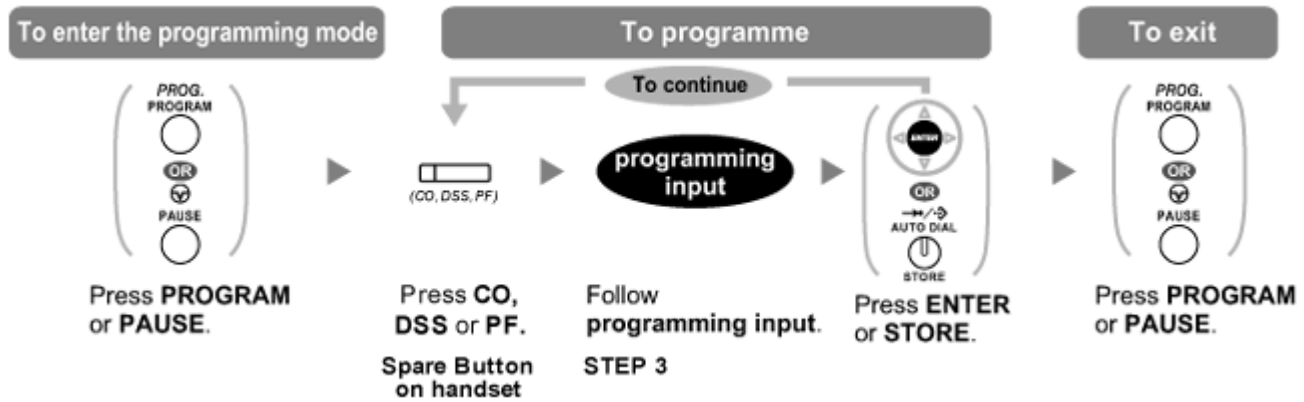 To enter the programming mode
To programme
To exit
To continue
PROG.
PROGRAM
OR
PAUSE
Press PROGRAM
or PAUSE.
(CO, DSS, PF)
Press CO,
DSS or PF.
Spare Button
on handset
programming
input
Follow
programming input.
STEP 3
ENTER
OR
AUTO DIAL
STORE
Press ENTER
or STORE.
PROG.
PROGRAM
OR
PAUSE
Press PROGRAM
or PAUSE.